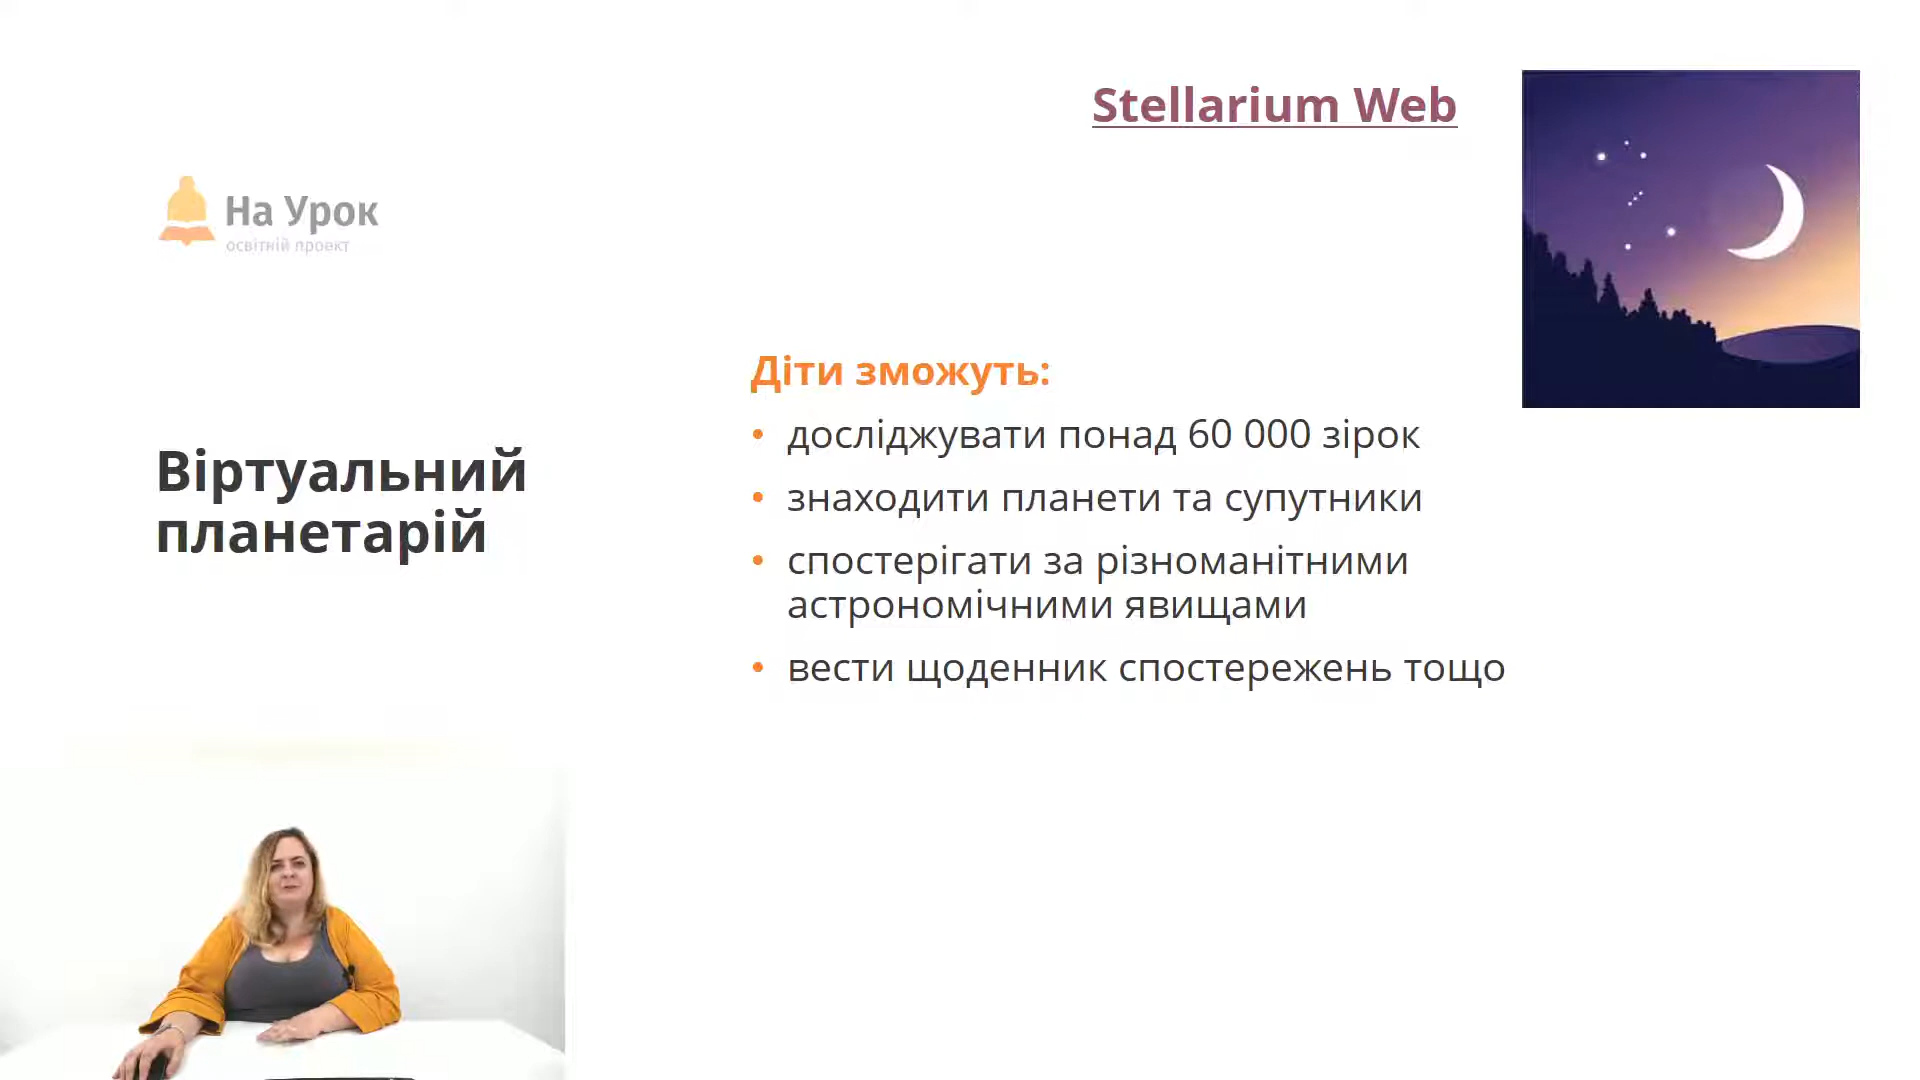 Stellarium Web
На Урок
освітній проект
Віртуальний
планетарій
Діти зможуть:
• досліджувати понад 60 000 зірок
• знаходити планети та супутники
• спостерігати за різноманітними
астрономічними явищами
• вести щоденник спостережень тощо